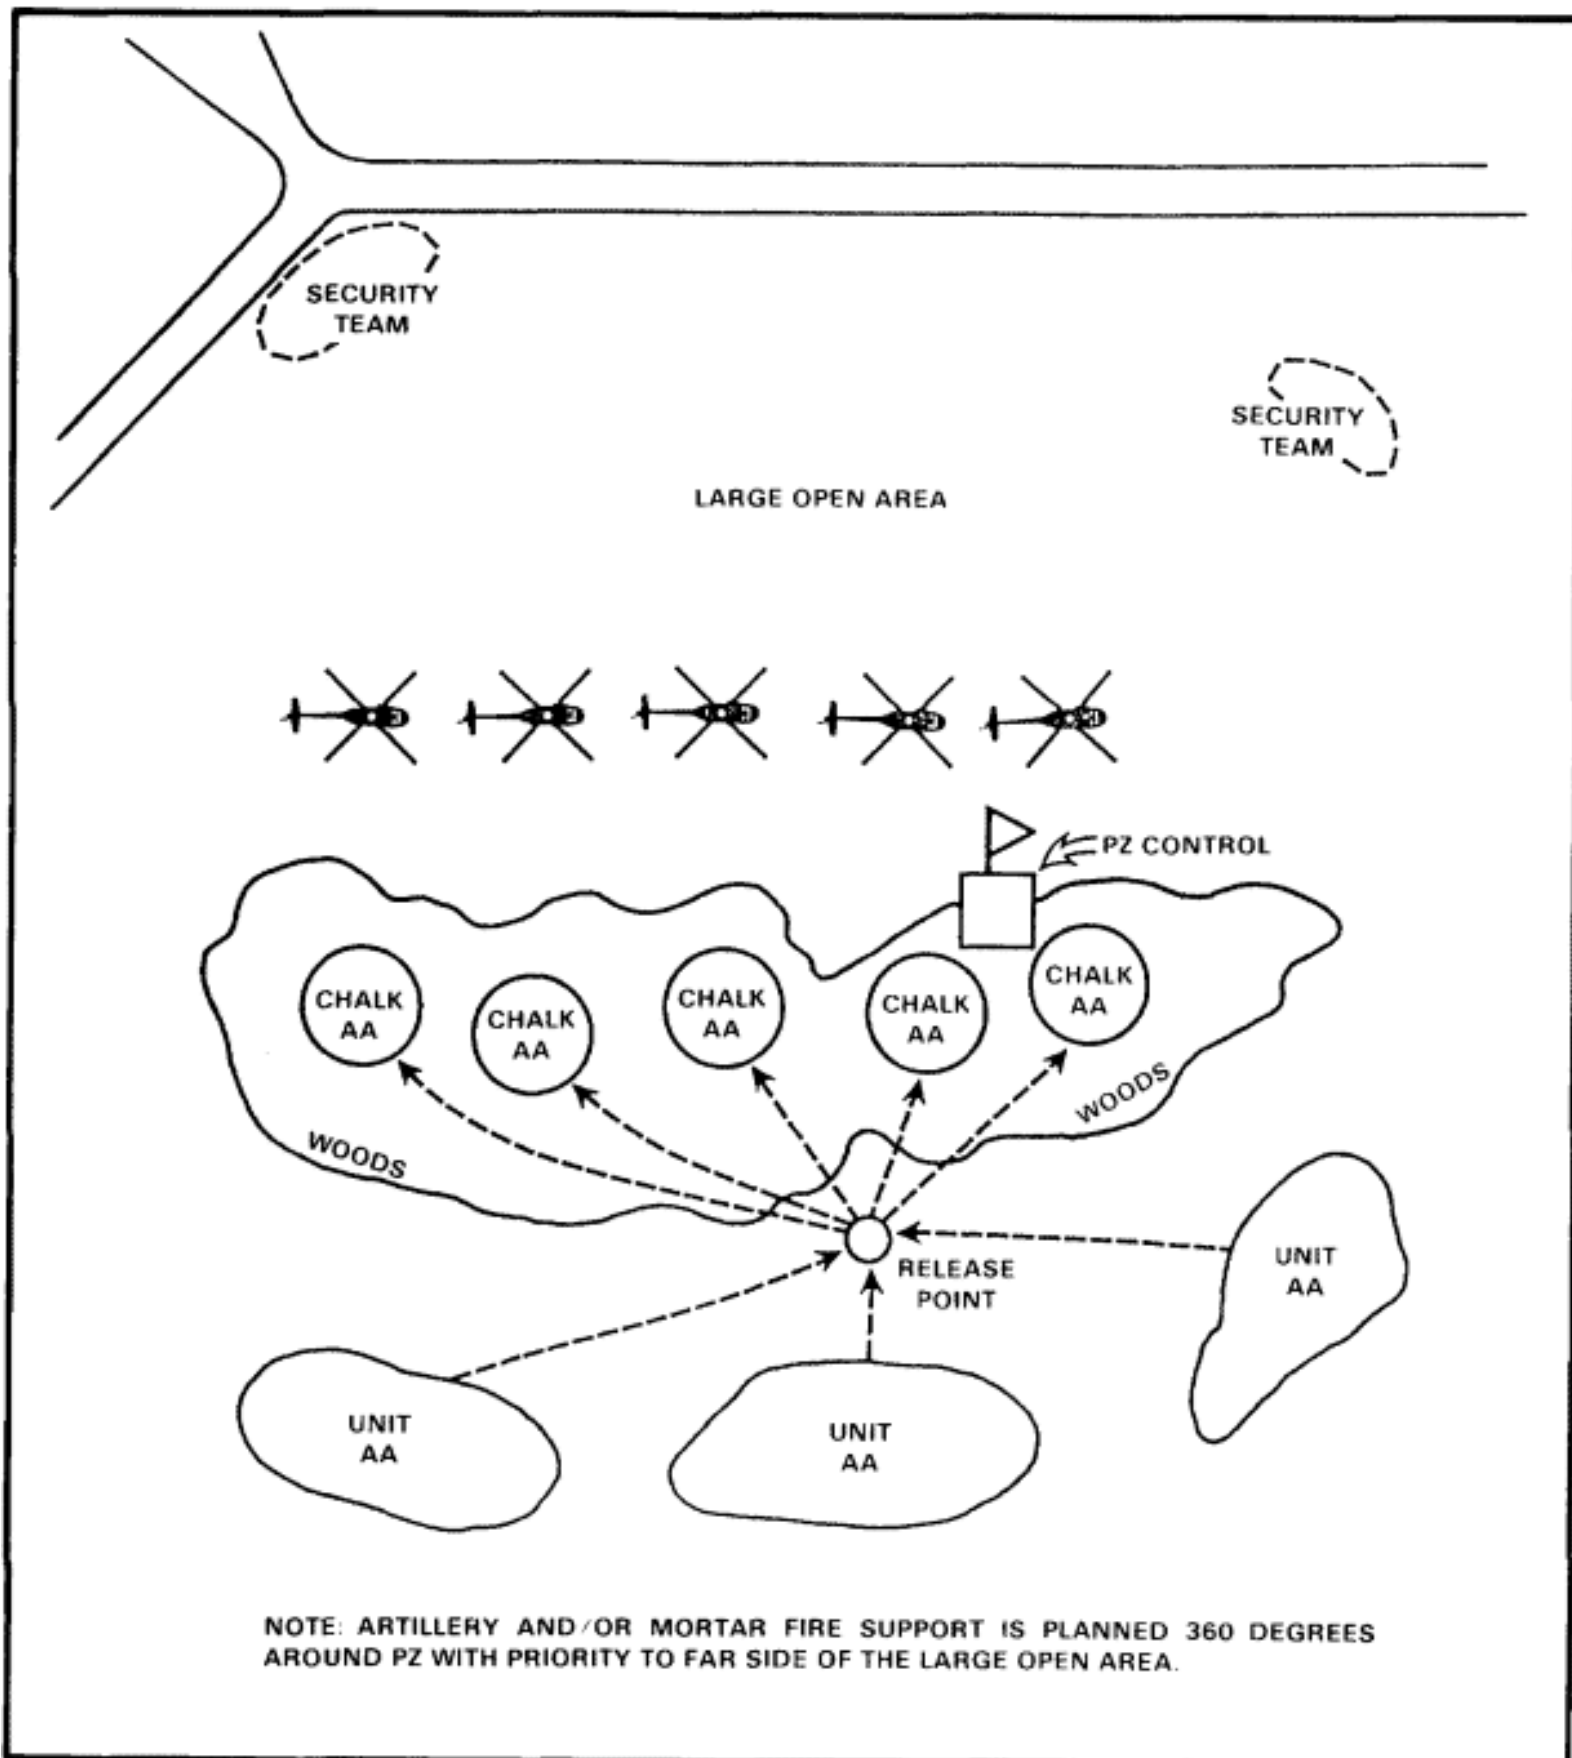 SECURITY
TEAM
SECURITY
TEAM
LARGE OPEN AREA
PZ CONTROL
CHALK
AA
CHALK
AA
CHALK
AA
CHALK
AA
CHALK
AA
WOODS
WOODS
RELEASE
POINT
UNIT
AA
UNIT
AA
UNIT
AA
NOTE: ARTILLERY AND/OR MORTAR FIRE SUPPORT IS PLANNED 360 DEGREES
AROUND PZ WITH PRIORITY TO FAR SIDE OF THE LARGE OPEN AREA.